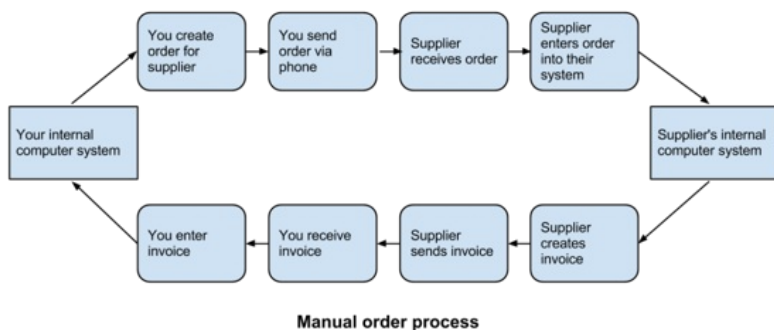 You create
order for
supplier
You send
order via
phone
Supplier
receives order
Supplier
enters order
into their
system
Your internal
computer system
Supplier's internal
computer system
You enter
invoice
You receive
invoice
Supplier
sends invoice
Supplier
creates
invoice
Manual order process